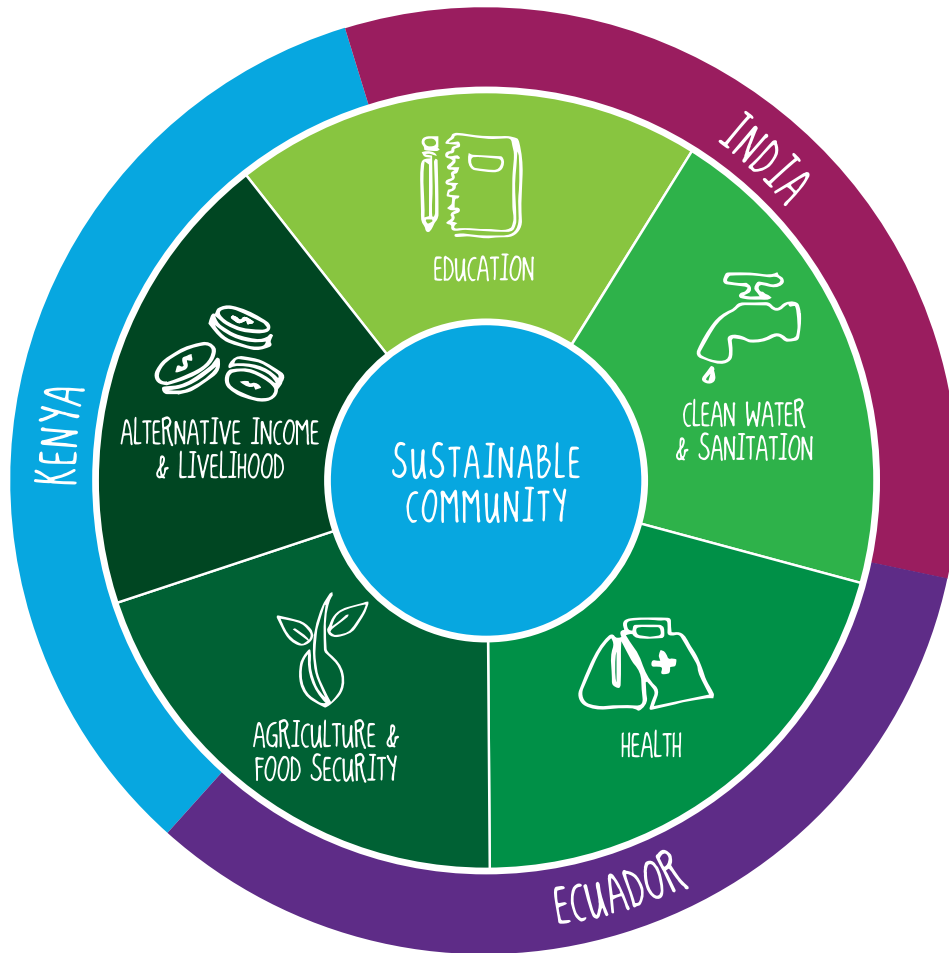 INDIA
EDUCATION
CLEAN WATER
& SANITATION
KENYA
ALTERNATIVE INCOME
& LIVELIHOOD
SUSTAINABLE
COMMUNITY
AGRICULTURE &
FOOD SECURITY
HEALTH
ECUADOR